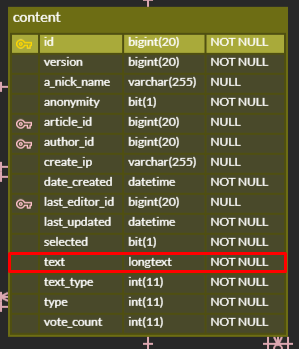 content
id bigint(20) NOT NULL
version bigint(20) NOT NULL
a_nick_name varchar(255) NULL
anonymity bit(1) NOT NULL
article_id bigint(20) NULL
author_id bigint(20) NULL
create_ip varchar(255) NULL
date_created datetime NOT NULL
last_editor_id bigint(20) NULL
last_updated datetime NOT NULL
selected bit(1) NOT NULL
text longtext NOT NULL
text_type int(11) NOT NULL
type int(11) NOT NULL
vote_count int(11) NOT NULL